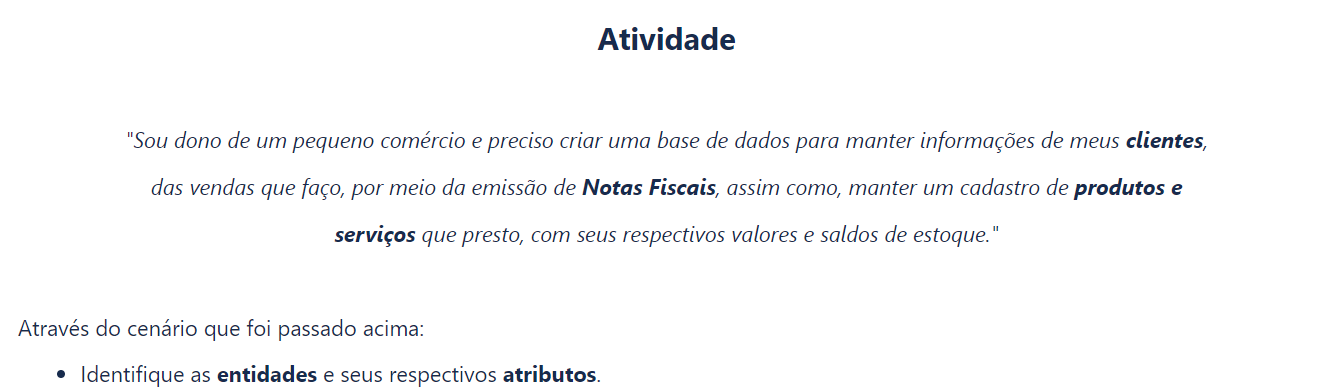 Atividade
"Sou dono de um pequeno comércio e preciso criar uma base de dados para manter informações de meus clientes,
das vendas que faço, por meio da emissão de Notas Fiscais, assim como, manter um cadastro de produtos e
serviços que presto, com seus respectivos valores e saldos de estoque."
Através do cenário que foi passado acima:
• Identifique as entidades e seus respectivos atributos.